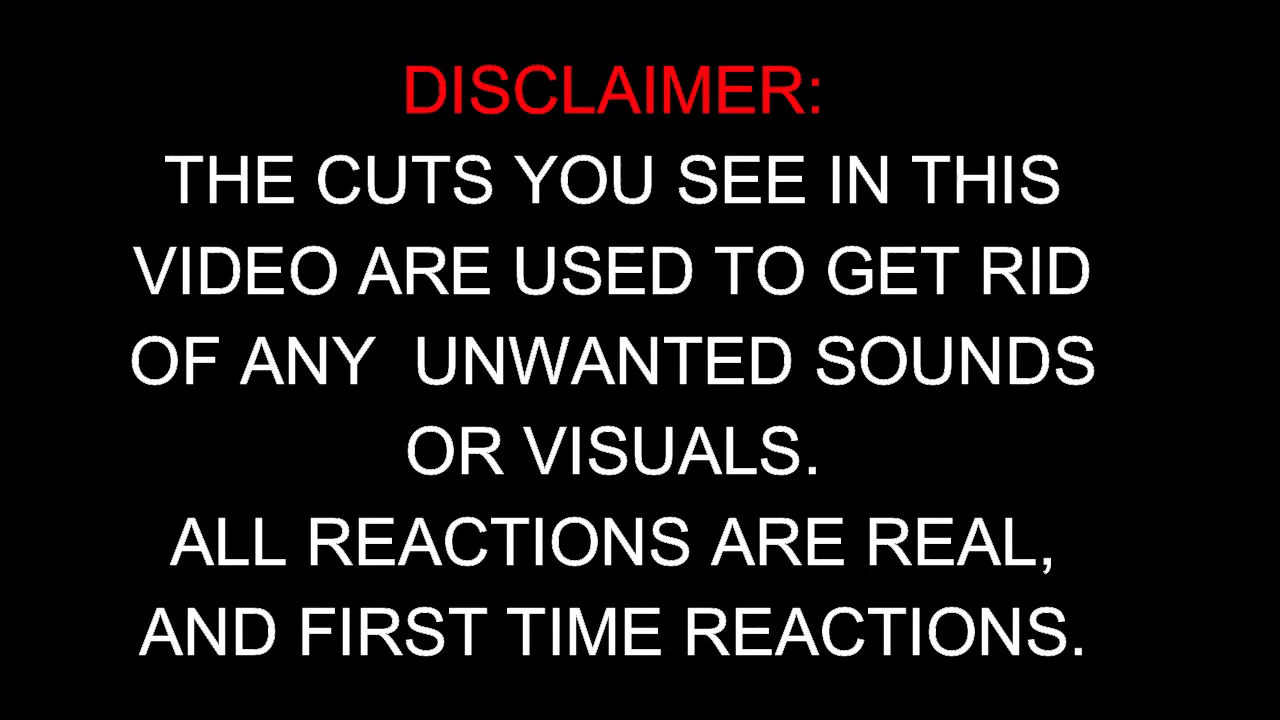 DISCLAIMER:
THE CUTS YOU SEE IN THIS
VIDEO ARE USED TO GET RID
OF ANY  UNWANTED SOUNDS
OR VISUALS.
ALL REACTIONS ARE REAL,
AND FIRST TIME REACTIONS.